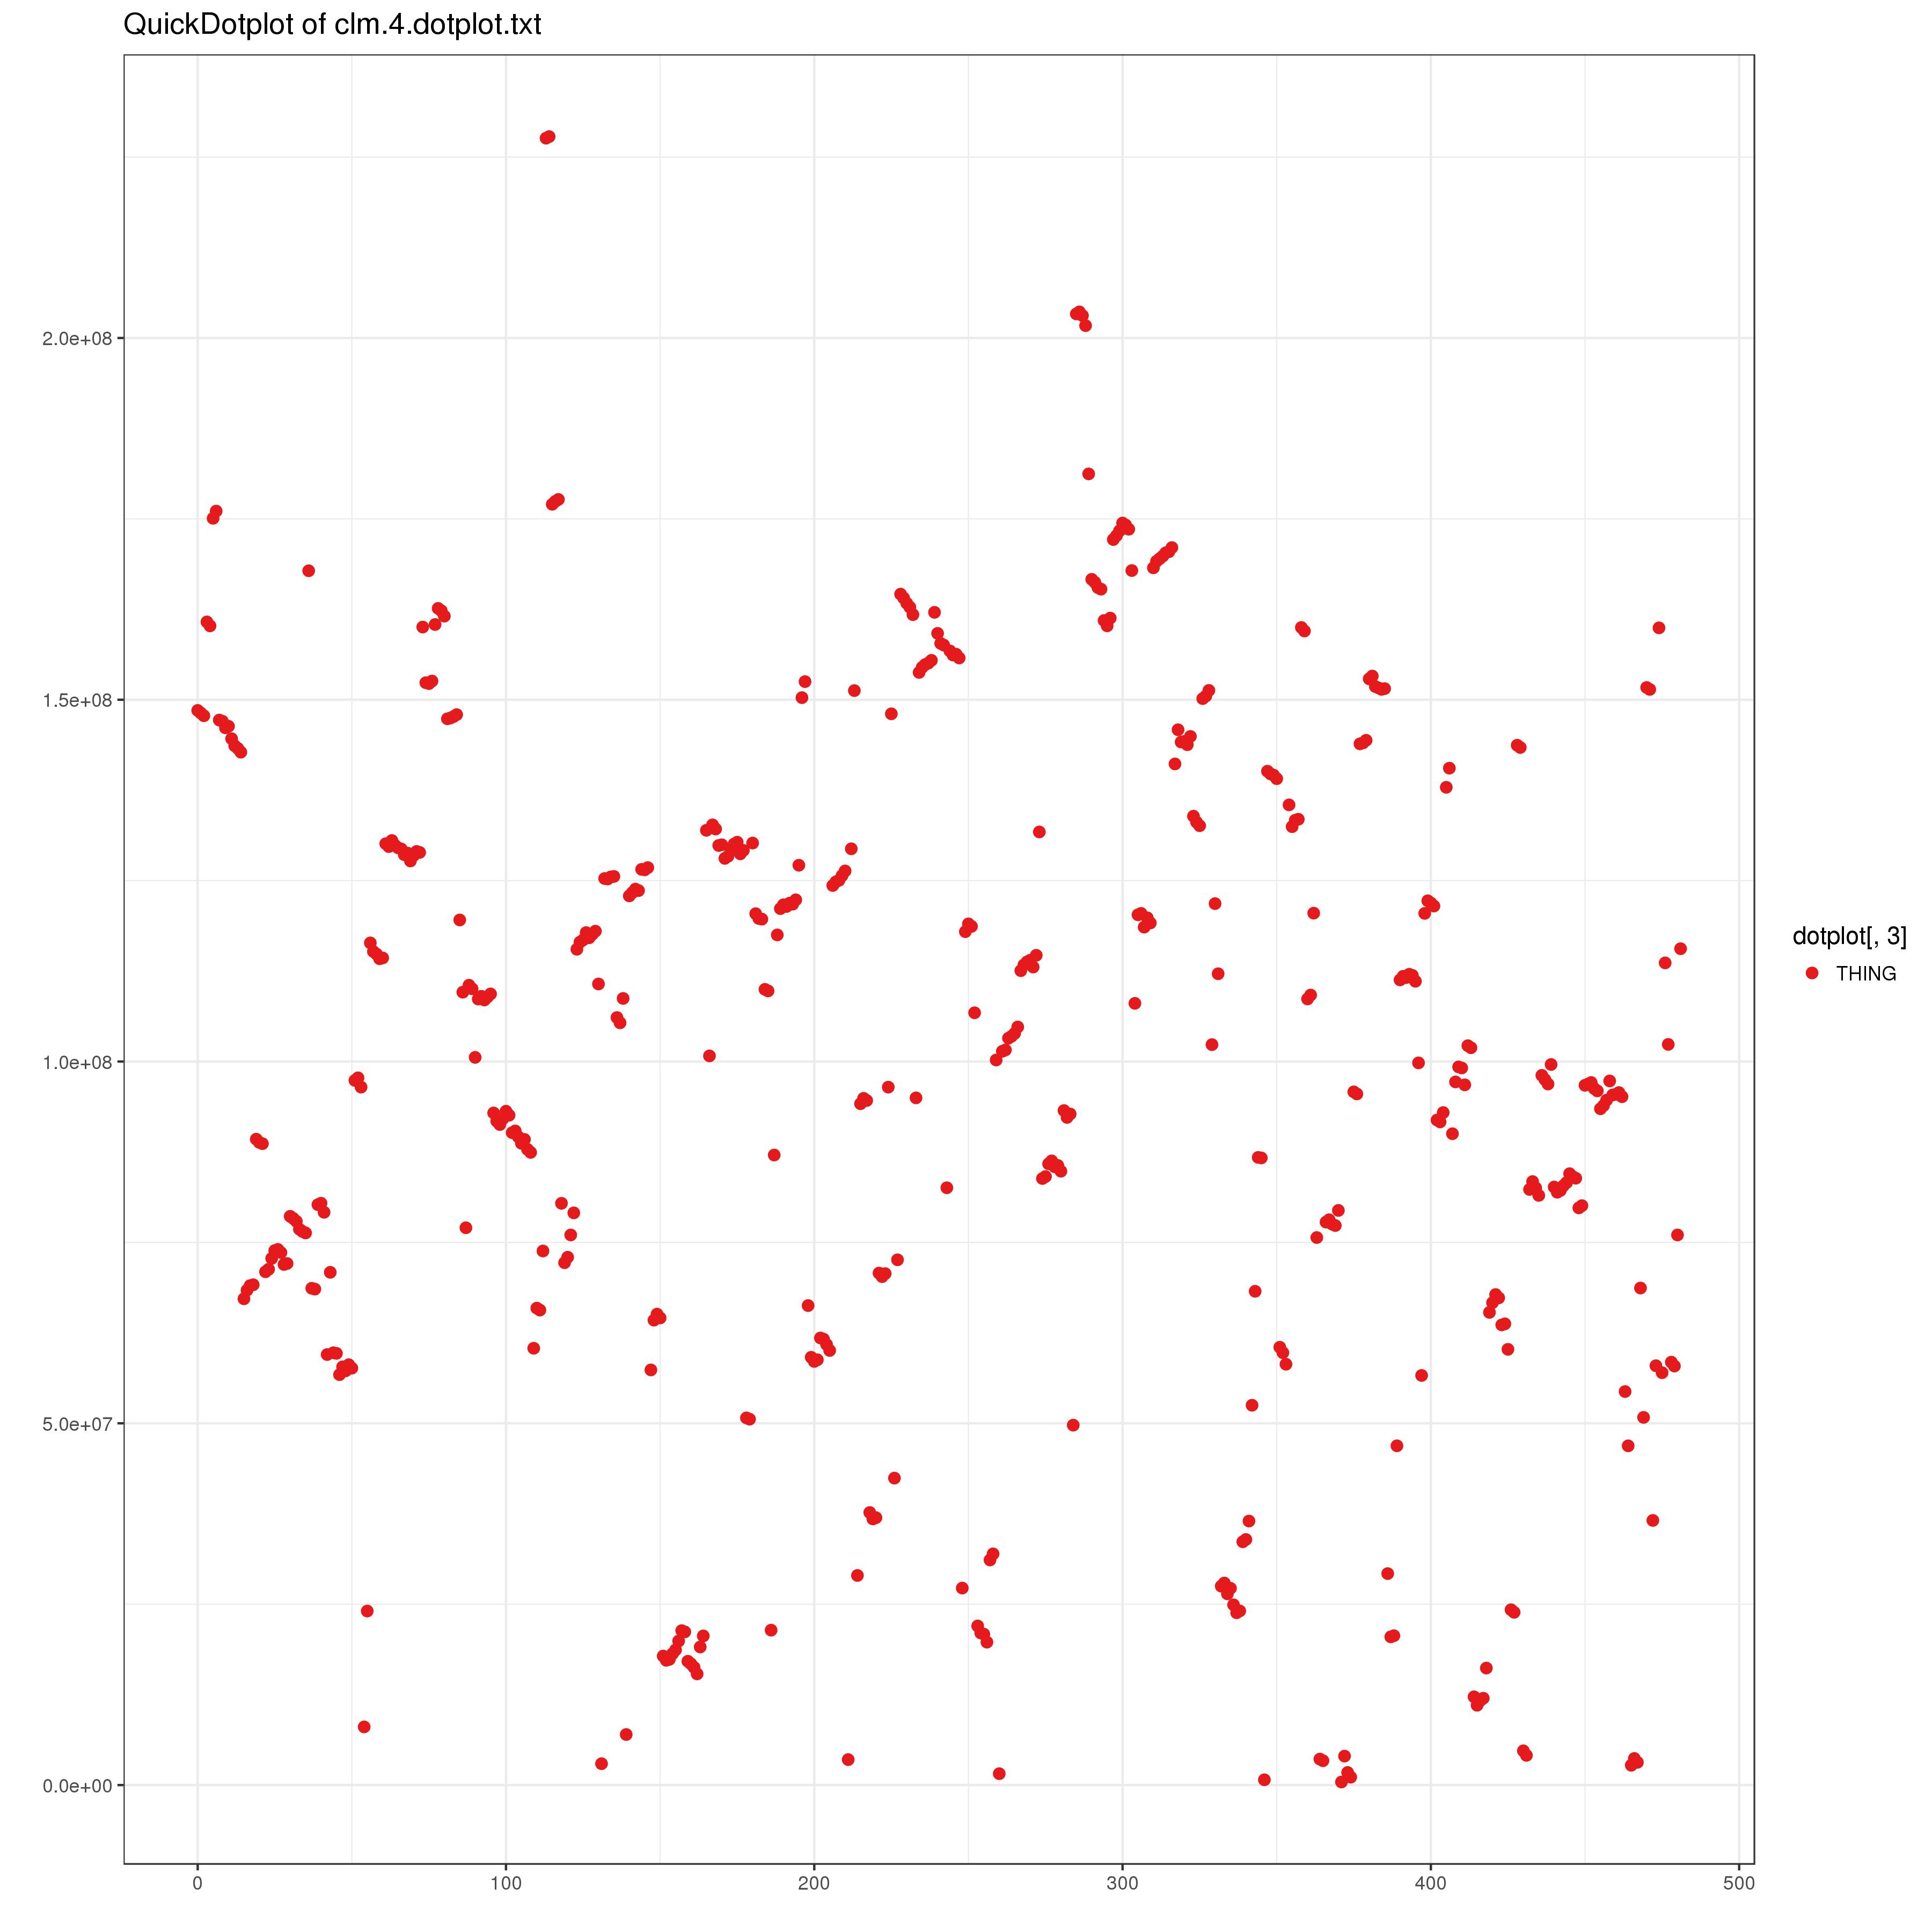 QuickDotplot of clm.4.dotplot.txt
2.0e+08
1.5e+08
1.0e+08
5.0e+07
0.0e+00
0 100 200 300 400 500
dotplot[, 3]
THING